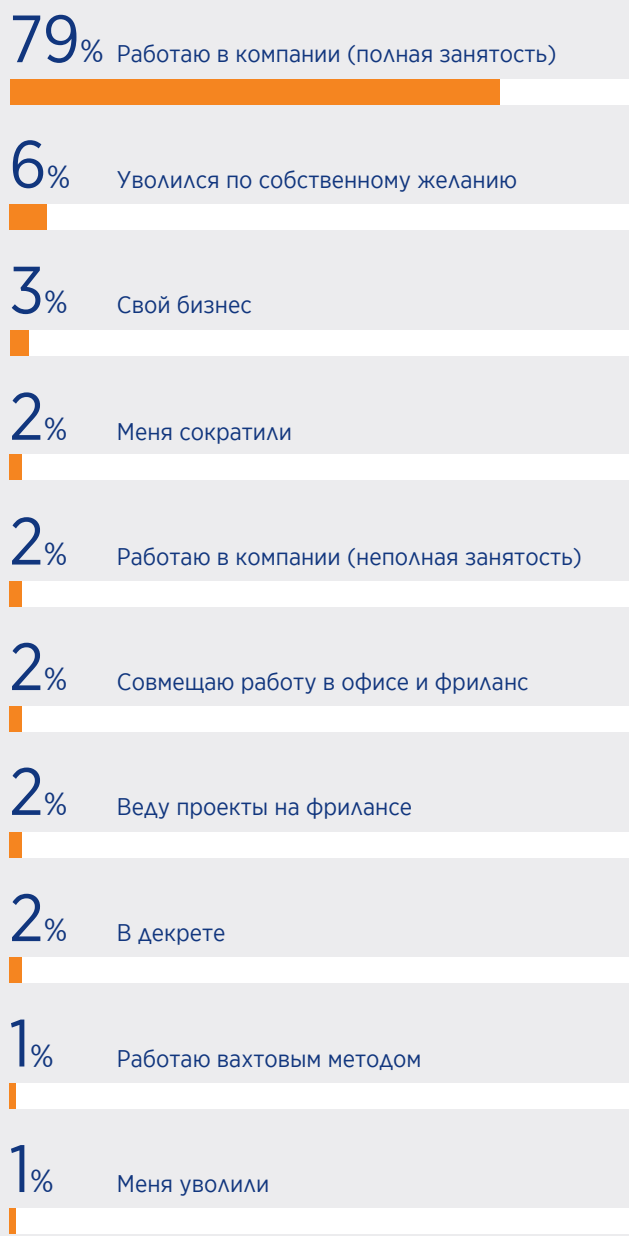 79% Работаю в компании (полная занятость)
6% Уволился по собственному желанию
3% Свой бизнес
2% Меня сократили
2% Работаю в компании (неполная занятость)
2% Совмещаю работу в офисе и фриланс
2% Веду проекты на фрилансе
2% В декрете
1% Работаю вахтовым методом
1% Меня уволили